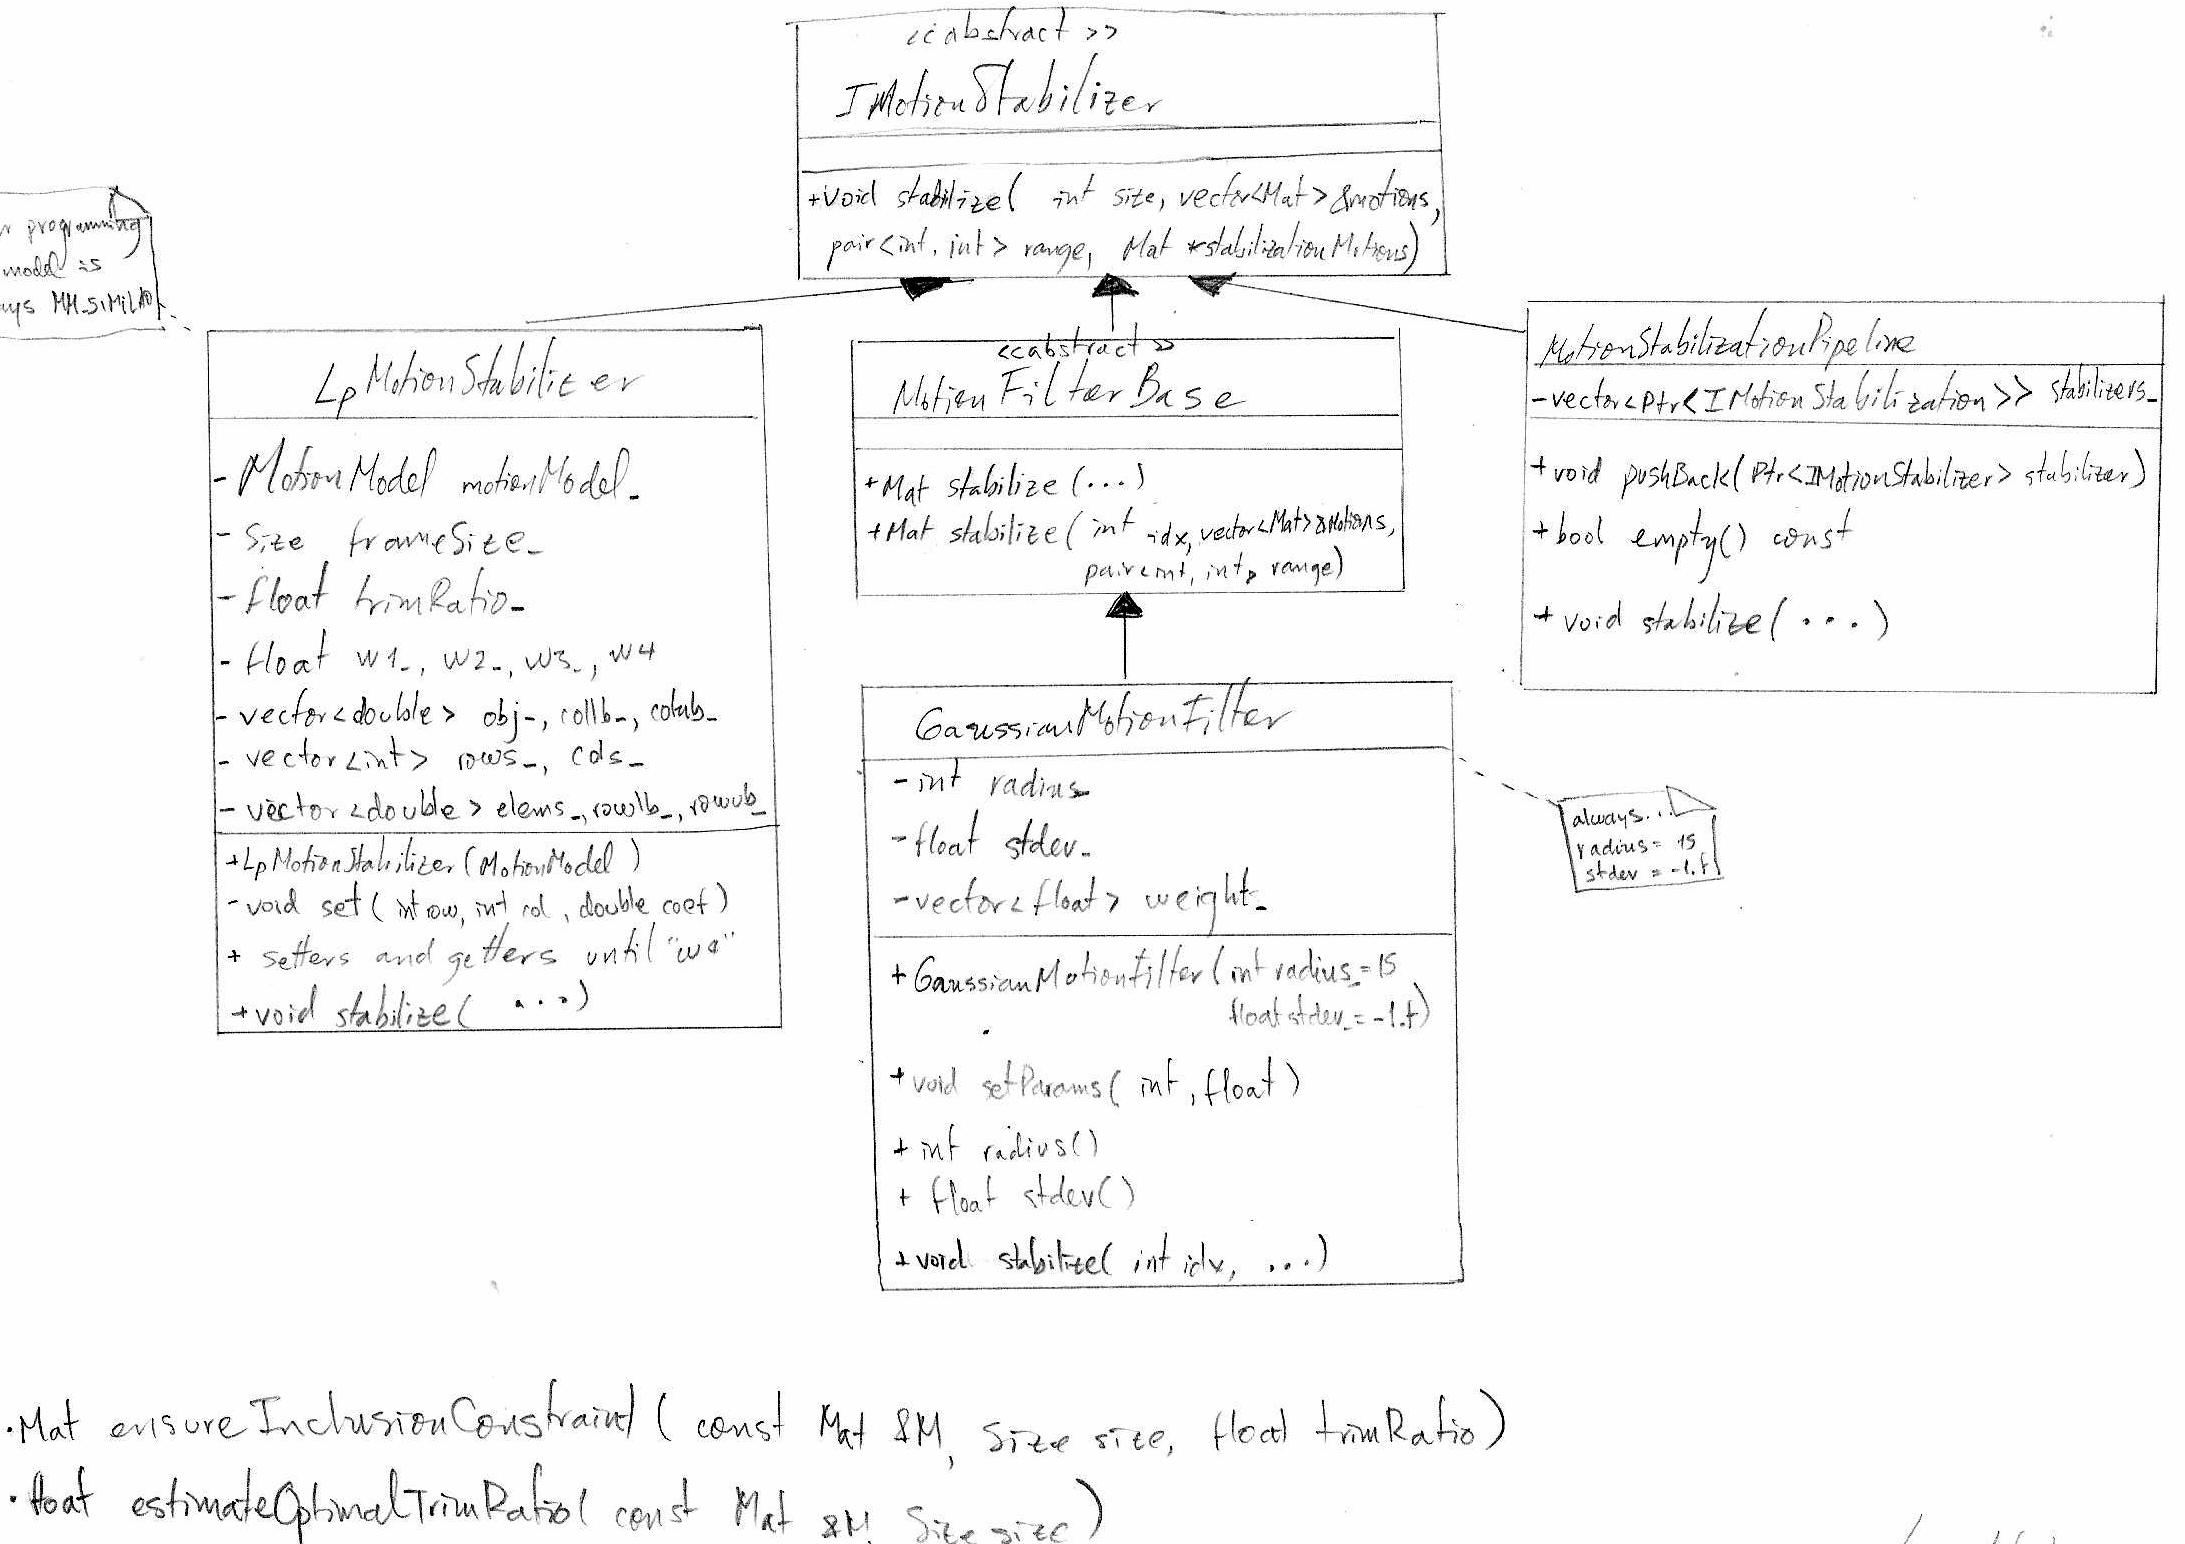 <<abstract>>
IMotionStabilizer
+void stabilize( int size, vector<Mat> &motions,
pair<int, int> range, Mat *stabilizationMotions)
programming
model is
MM_SIMILAR
LpMotionStabilizer
- MotionModel motionModel_
- Size frameSize_
- float trimRatio_
- float w1_, w2_, w3_, w4
- vector<double> obj_, collb_, colub_
- vector<int> rows_, cols_
- vector<double> elems_, rowlb_, rowub_
+LpMotionStabilizer(MotionModel)
-void set( int row, int col, double coef)
+ setters and getters until "w4"
+void stabilize( ...)
<<abstract>>
MotionFilterBase
+Mat stabilize (...)
+Mat stabilize( int idx, vector<Mat> &Motions,
pair<int, int> range)
MotionStabilizationPipeline
-vector<Ptr<IMotionStabilization>> stabilizers_
+void pushBack(Ptr<IMotionStabilizer> stabilizer)
+bool empty() const
+ void stabilize( ...)
GaussianMotionFilter
-int radius_
-float stdev_
-vector<float> weight_
+GaussianMotionFilter( int radius_=15
float stdev_=-1.f)
+void setParams( int, float)
+ int radius()
+ float stdev()
+void stabilize( int idx, ...)
always...
radius= 15
stdev = -1.f
•Mat ensureInclusionConstraint ( const Mat &M, Size size, float trimRatio)
•float estimateOptimalTrimRatio( const Mat &M, Size size)